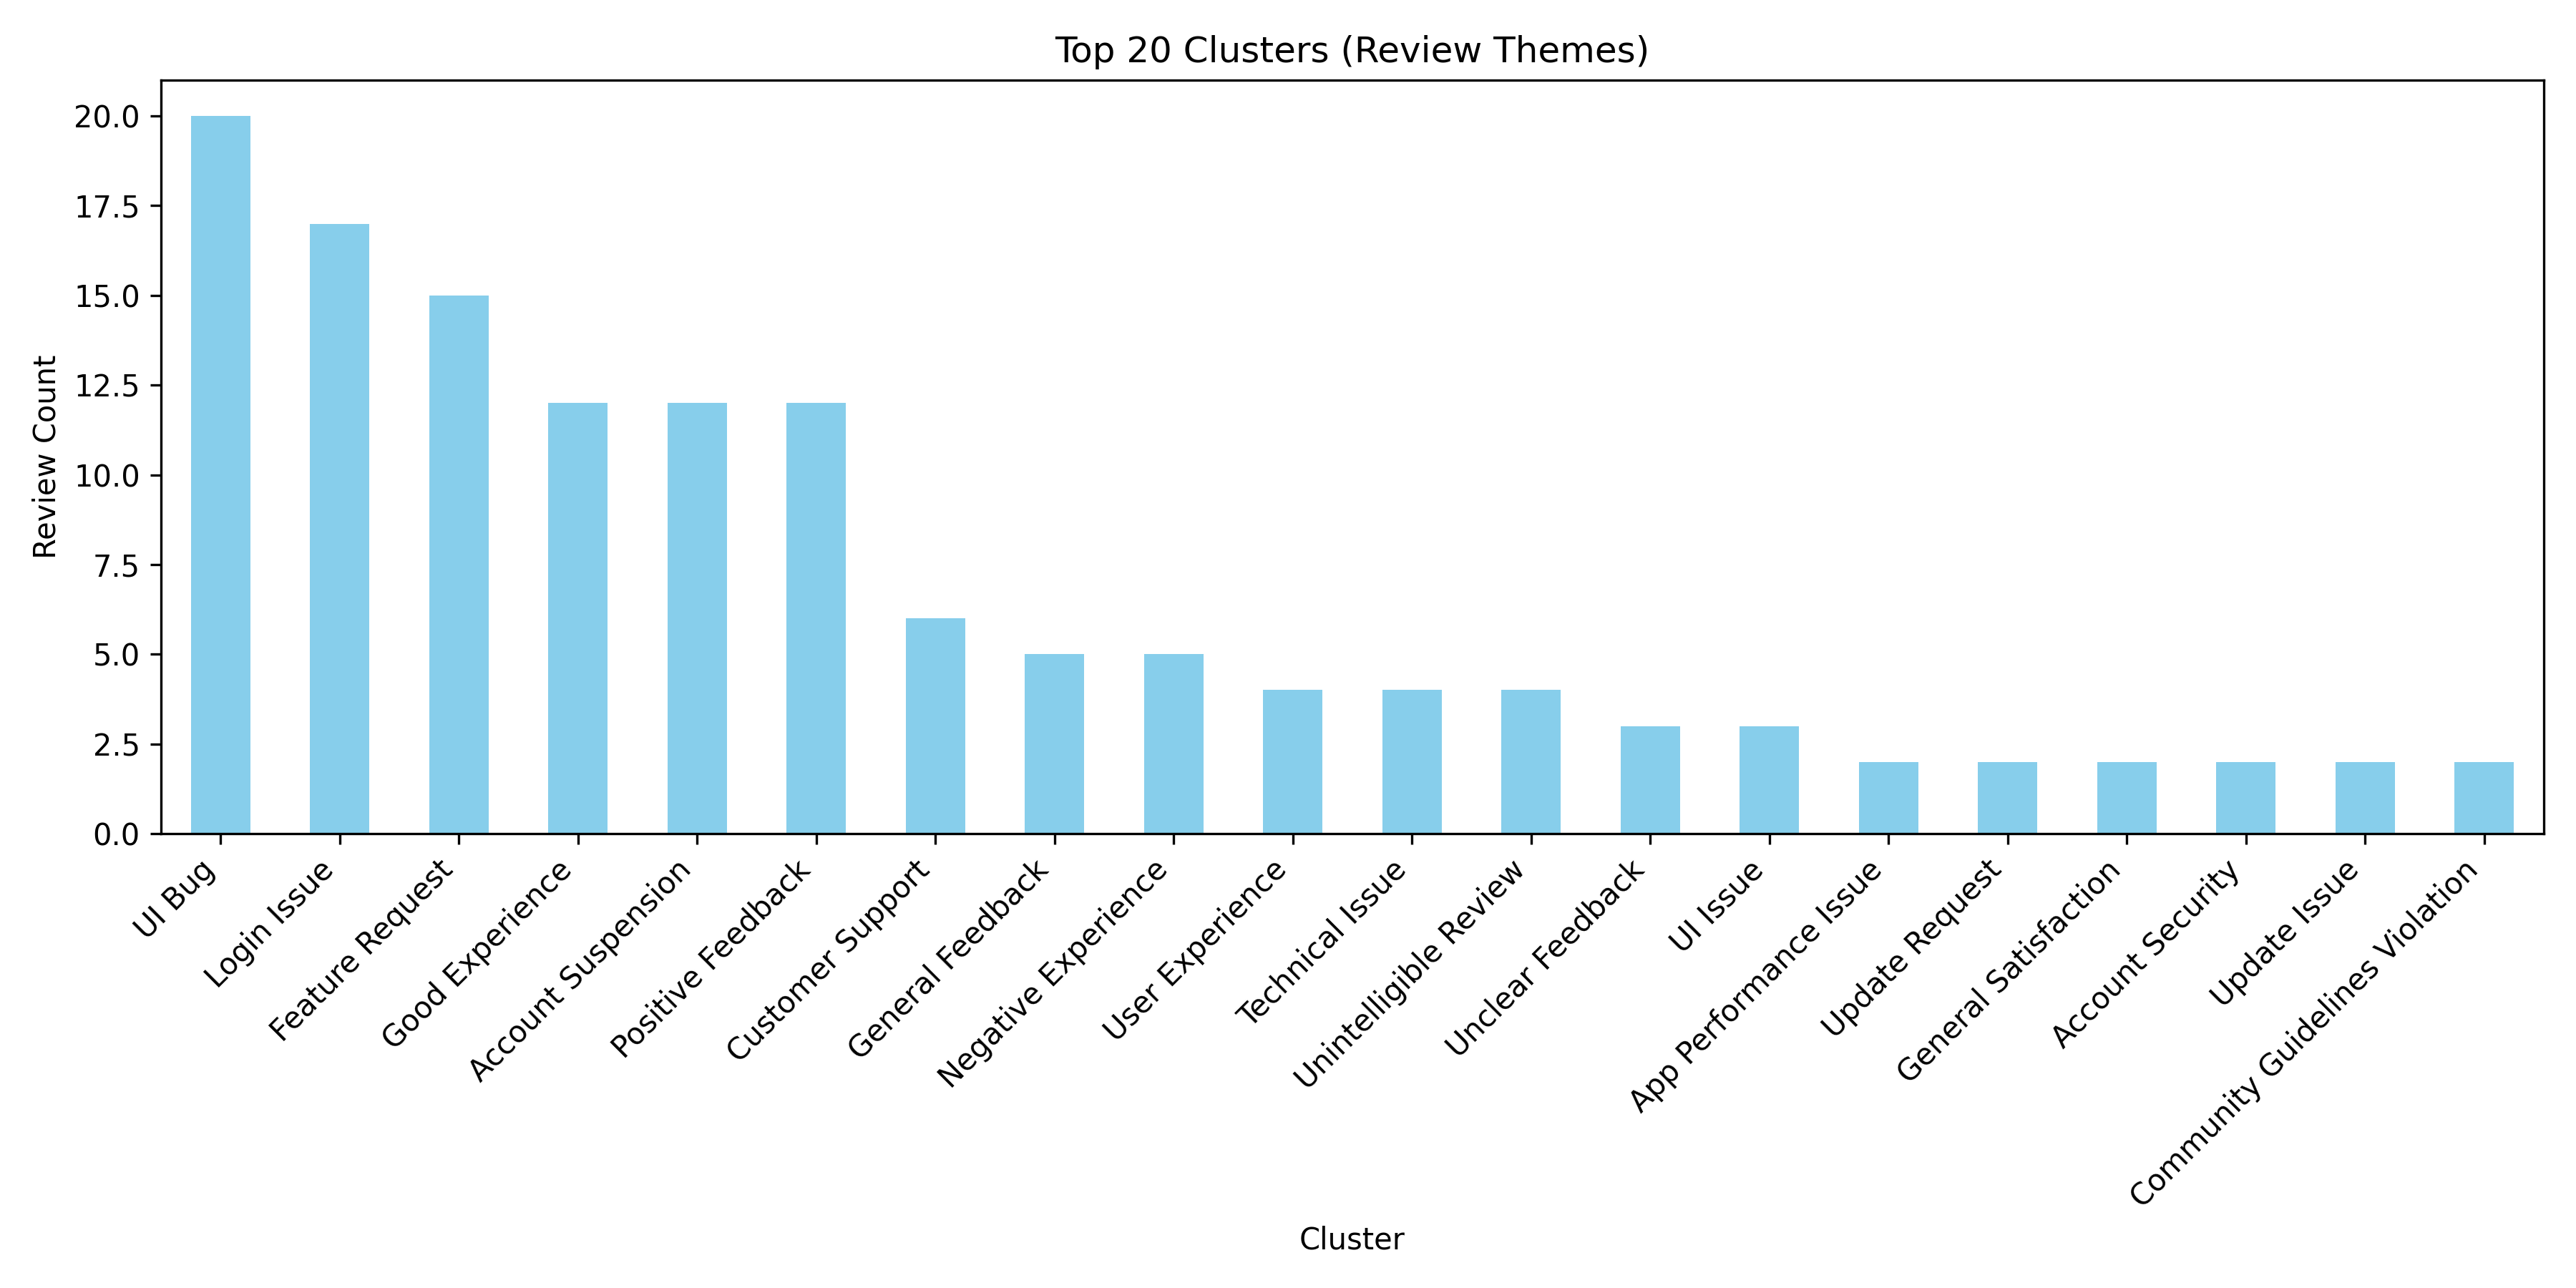 Top 20 Clusters (Review Themes)
Review Count
20.0
17.5
15.0
12.5
10.0
7.5
5.0
2.5
0.0
UI Bug
Login Issue
Feature Request
Good Experience
Account Suspension
Positive Feedback
Customer Support
General Feedback
Negative Experience
User Experience
Technical Issue
Unintelligible Review
Unclear Feedback
UI Issue
App Performance Issue
Update Request
General Satisfaction
Account Security
Update Issue
Community Guidelines Violation
Cluster